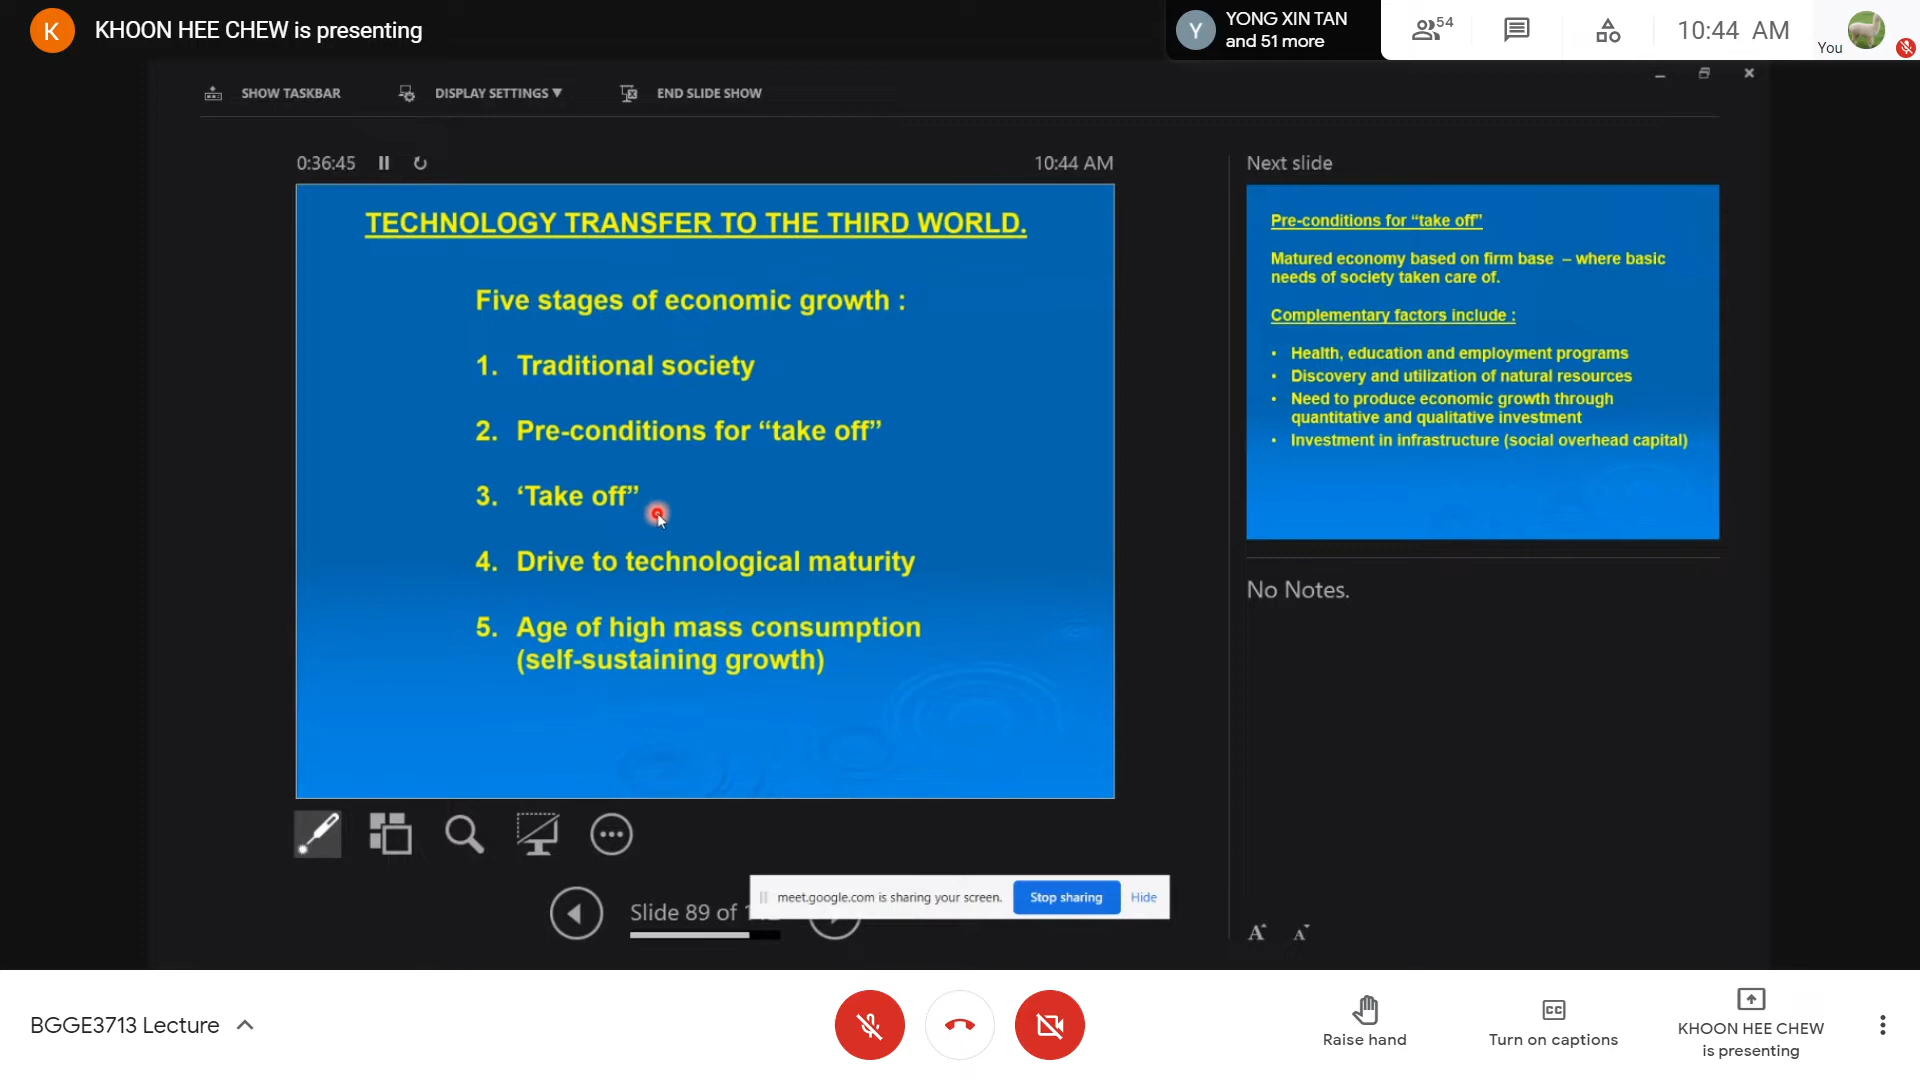 K
KHOON HEE CHEW is presenting
Y
YONG XIN TAN
and 51 more
54
10:44 AM
You
SHOW TASKBAR
DISPLAY SETTINGS ▼
END SLIDE SHOW
0:36:45
10:44 AM
TECHNOLOGY TRANSFER TO THE THIRD WORLD.
Five stages of economic growth :
1. Traditional society
2. Pre-conditions for “take off”
3. ‘Take off”
4. Drive to technological maturity
5. Age of high mass consumption
(self-sustaining growth)
Next slide
Pre-conditions for “take off”
Matured economy based on firm base – where basic
needs of society taken care of.
Complementary factors include :
• Health, education and employment programs
• Discovery and utilization of natural resources
• Need to produce economic growth through
quantitative and qualitative investment
• Investment in infrastructure (social overhead capital)
No Notes.
meet.google.com is sharing your screen.
Stop sharing
Hide
Slide 89 of
A A
BGGE3713 Lecture
Raise hand
CC
Turn on captions
KHOON HEE CHEW
is presenting